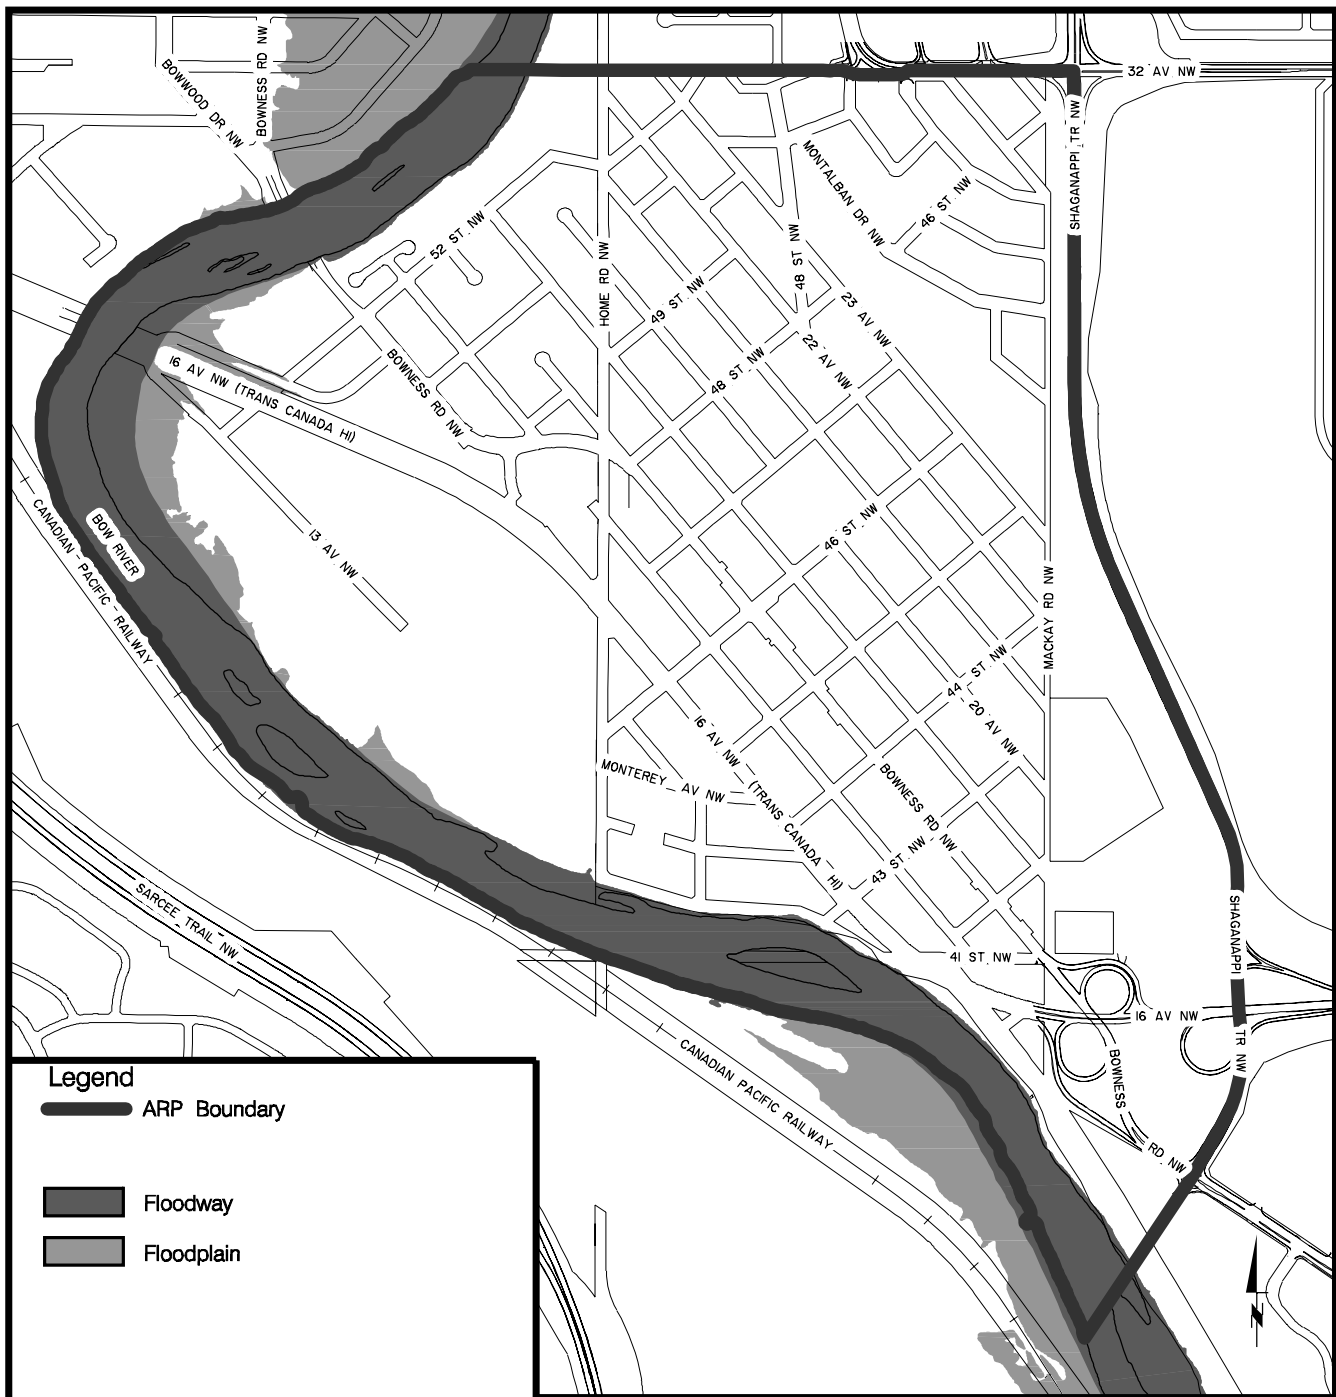 BOWWOOD DR NW
BOWNESS RD NW
32 AV NW
SHAGANAPPI TR NW
MONTALBAN DR NW
46 ST NW
52 ST NW
HOME RD NW
48 ST NW
49 ST NW
23 AV NW
22 AV NW
48 ST NW
BOWNESS RD NW
16 AV NW (TRANS CANADA HI)
CANADIAN PACIFIC RAILWAY
BOW RIVER
13 AV NW
46 ST NW
MACKAY RD NW
44 ST NW
20 AV NW
16 AV NW (TRANS CANADA HI)
MONTEREY AV NW
BOWNESS RD NW
43 ST NW
SARCEE TRAIL NW
41 ST NW
SHAGANAPPI TR NW
16 AV NW
CANADIAN PACIFIC RAILWAY
BOWNESS RD NW
Legend
ARP Boundary
Floodway
Floodplain
N